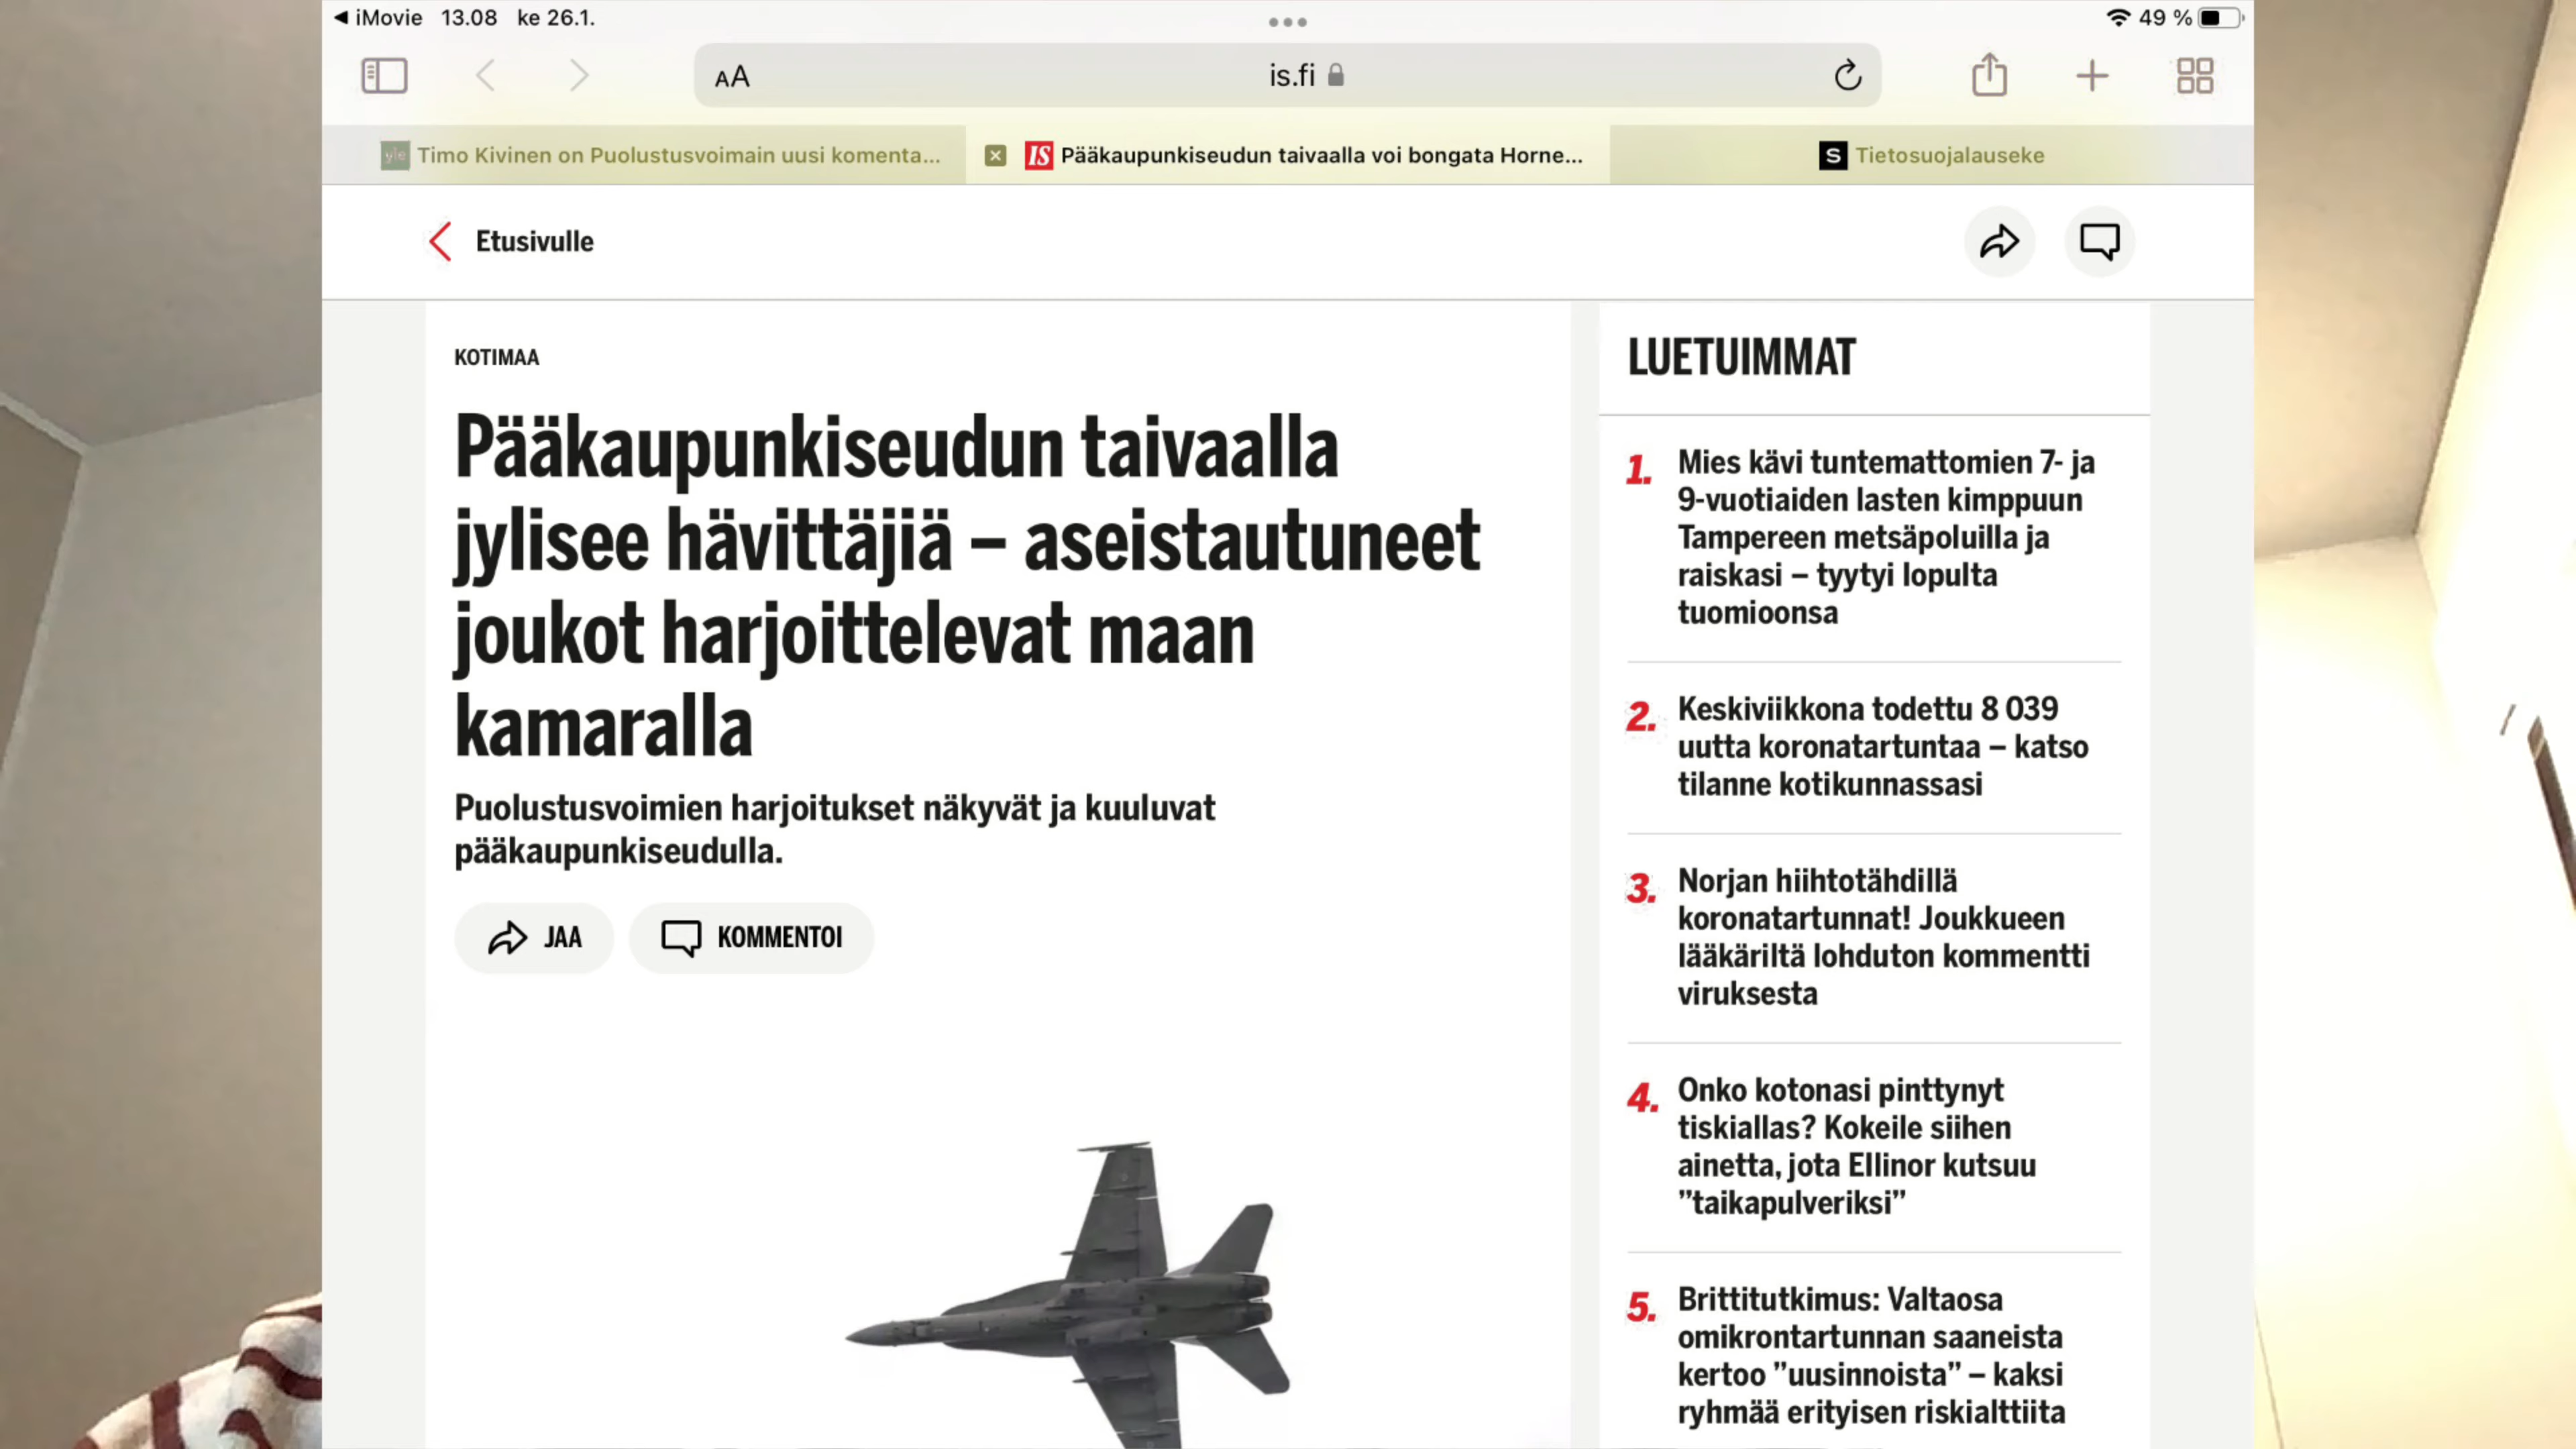 ◀ iMovie 13.08 ke 26.1.
49 %
AA
is.fi
yle Timo Kivinen on Puolustusvoimain uusi komenta...
IS Pääkaupunkiseudun taivaalla voi bongata Horne...
S Tietosuojalauseke
Etusivulle
KOTIMAA
Pääkaupunkiseudun taivaalla
jylisee hävittäjiä – aseistautuneet
joukot harjoittelevat maan
kamaralla
Puolustusvoimien harjoitukset näkyvät ja kuuluvat
pääkaupunkiseudulla.
JAA
KOMMENTOI
LUETUIMMAT
1. Mies kävi tuntemattomien 7- ja
9-vuotiaiden lasten kimppuun
Tampereen metsäpoluilla ja
raiskasi – tyytyi lopulta
tuomioonsa
2. Keskiviikkona todettu 8 039
uutta koronatartuntaa – katso
tilanne kotikunnassasi
3. Norjan hiihtotähdillä
koronatartunnat! Joukkueen
lääkäriltä lohduton kommentti
viruksesta
4. Onko kotonasi pinttynyt
tiskiallas? Kokeile siihen
ainetta, jota Ellinor kutsuu
”taikapulveriksi”
5. Brittitutkimus: Valtaosa
omikrontartunnan saaneista
kertoo ”uusinnoista” – kaksi
ryhmää erityisen riskialttiita